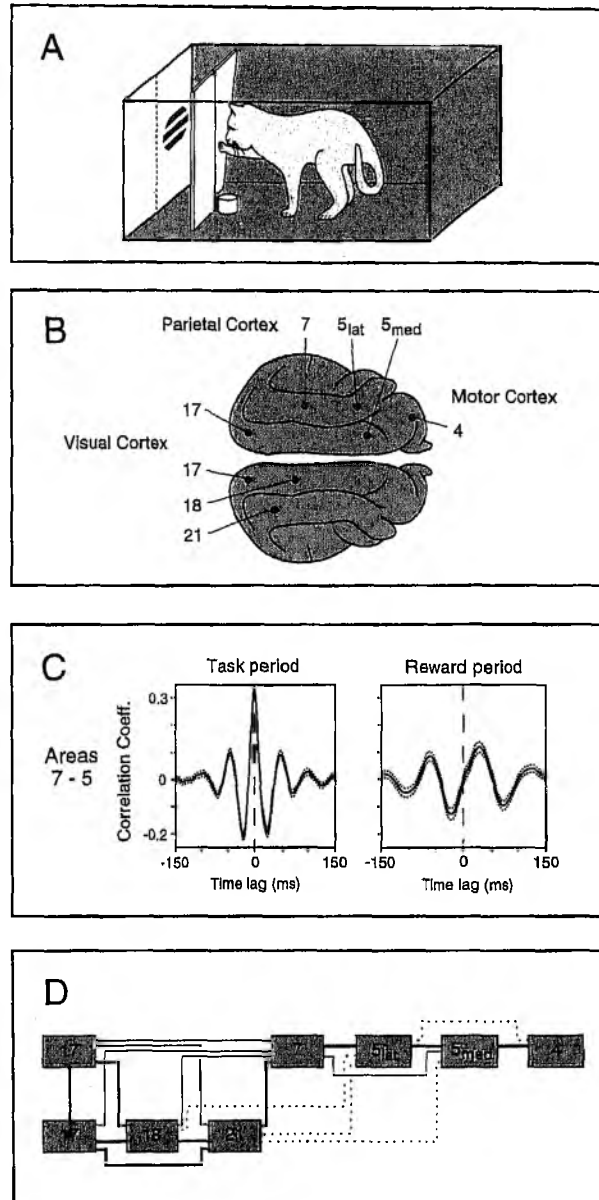 A
B
Parietal Cortex 7 5lat 5med
Motor Cortex
17
4
Visual Cortex
17
18
21
C
Task period
Reward period
Areas
7 - 5
Correlation Coeff.
0.3
0
-0.2
-150 0 150
-150 0 150
Time lag (ms)
Time lag (ms)
D
17 7 5lat 5med 4
17 18 21